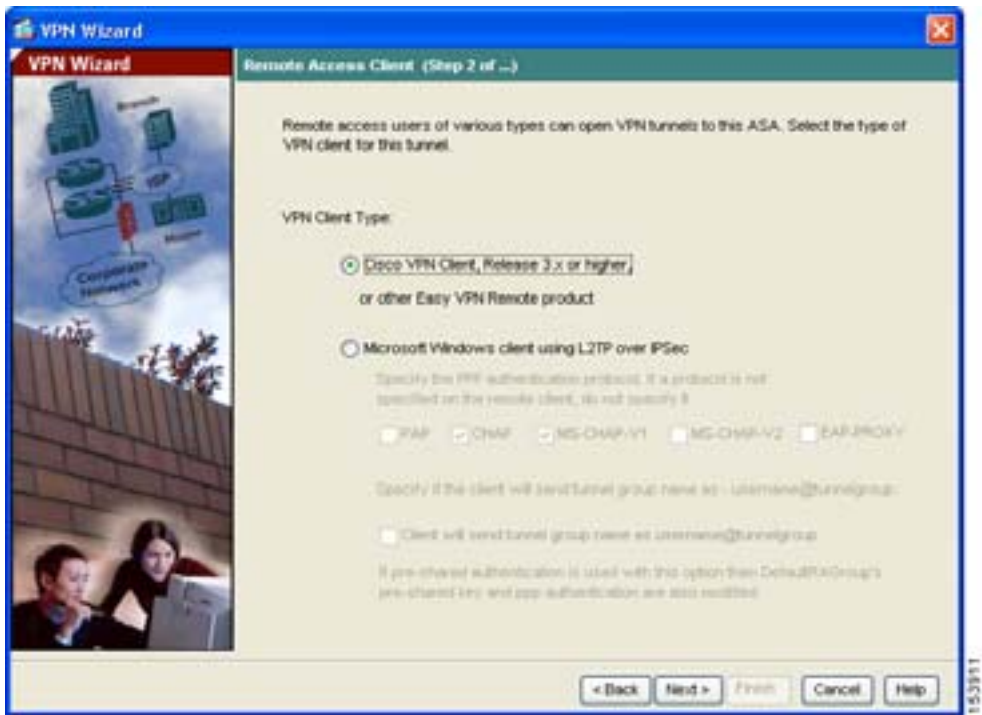 VPN Wizard
VPN Wizard
Remote Access Client (Step 2 of ...)
Branch
ISP
Home
Corporate
Network
Remote access users of various types can open VPN tunnels to this ASA. Select the type of
VPN client for this tunnel.
VPN Client Type:
Cisco VPN Client, Release 3.x or higher,
or other Easy VPN Remote product
Microsoft Windows client using L2TP over IPSec
Specify the PPP authentication protocol. If a protocol is not
specified on the remote client, do not specify it.
PAP CHAP MS-CHAP-V1 MS-CHAP-V2 EAP-PROXY
Specify if the client will send tunnel group name as - username@tunnelgroup.
Client will send tunnel group name as username@tunnelgroup
If pre-shared authentication is used with this option then DefaultRAGroup's
pre-shared key and ppp authentication are also modified
< Back Next > Finish Cancel Help
153911